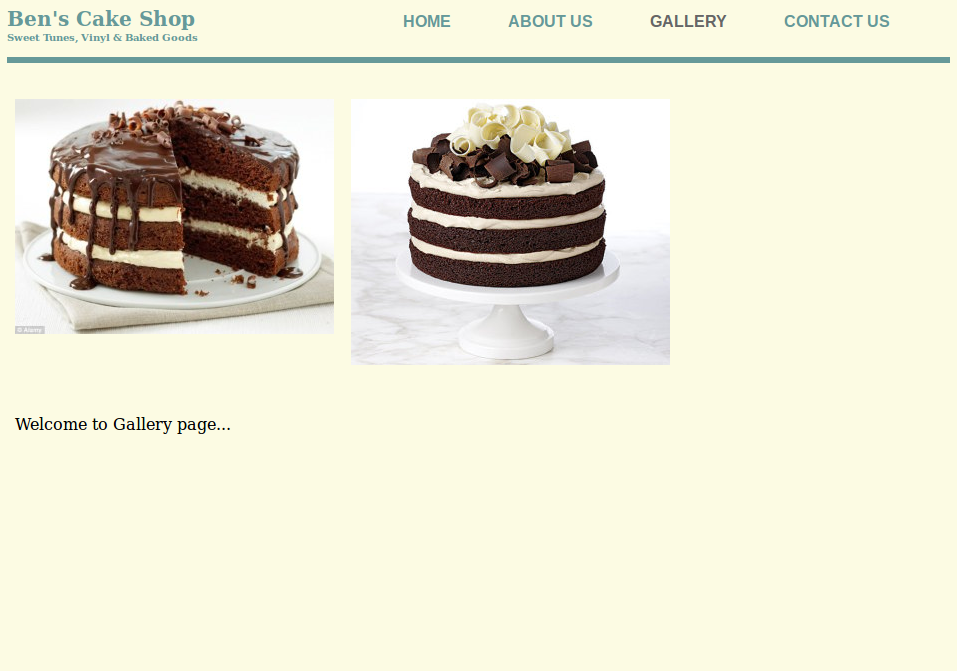 Ben's Cake Shop
Sweet Tunes, Vinyl & Baked Goods
HOME ABOUT US GALLERY CONTACT US
© Alamy
Welcome to Gallery page...